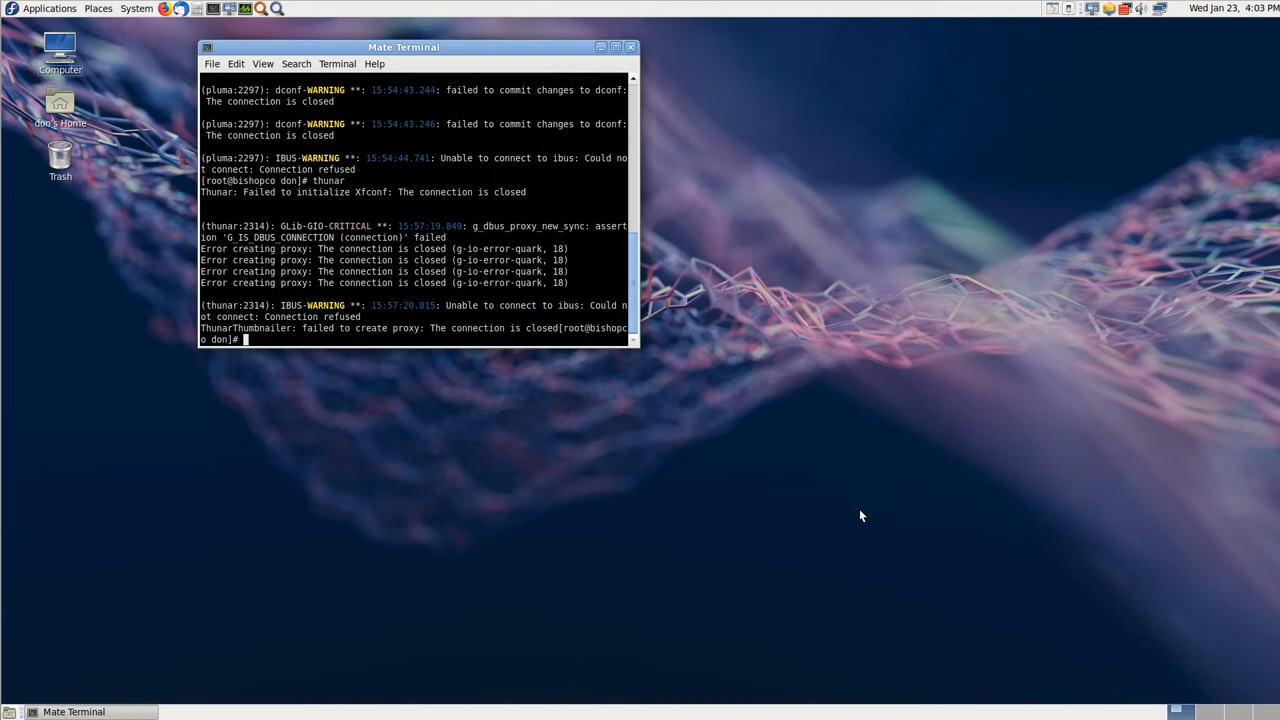 Applications Places System
Wed Jan 23, 4:03 PM
Computer
don's Home
Trash
Mate Terminal
File Edit View Search Terminal Help
(pluma:2297): dconf-WARNING **: 15:54:43.244: failed to commit changes to dconf:
The connection is closed
(pluma:2297): dconf-WARNING **: 15:54:43.246: failed to commit changes to dconf:
The connection is closed
(pluma:2297): IBUS-WARNING **: 15:54:44.741: Unable to connect to ibus: Could no
t connect: Connection refused
[root@bishopco don]# thunar
Thunar: Failed to initialize Xfconf: The connection is closed
(thunar:2314): GLib-GIO-CRITICAL **: 15:57:19.849: g_dbus_proxy_new_sync: assert
ion 'G_IS_DBUS_CONNECTION (connection)' failed
Error creating proxy: The connection is closed (g-io-error-quark, 18)
Error creating proxy: The connection is closed (g-io-error-quark, 18)
Error creating proxy: The connection is closed (g-io-error-quark, 18)
Error creating proxy: The connection is closed (g-io-error-quark, 18)
(thunar:2314): IBUS-WARNING **: 15:57:20.815: Unable to connect to ibus: Could n
ot connect: Connection refused
ThunarThumbnailer: failed to create proxy: The connection is closed[root@bishopc
o don]#
Mate Terminal